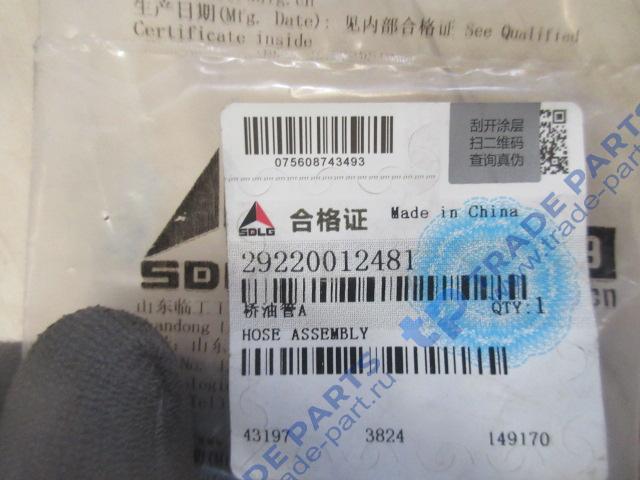 生产日期(Mfg. Date): 见内部合格证 See Qualified
Certificate inside
075608743493
刮开涂层
扫二维码
查询真伪
SDLG
合格证
Made in China
29220012481
桥油管A
QTY:1
HOSE ASSEMBLY
43197 3824 149170
SDLG
山东临工
TRADE PARTS
trade-part.ru